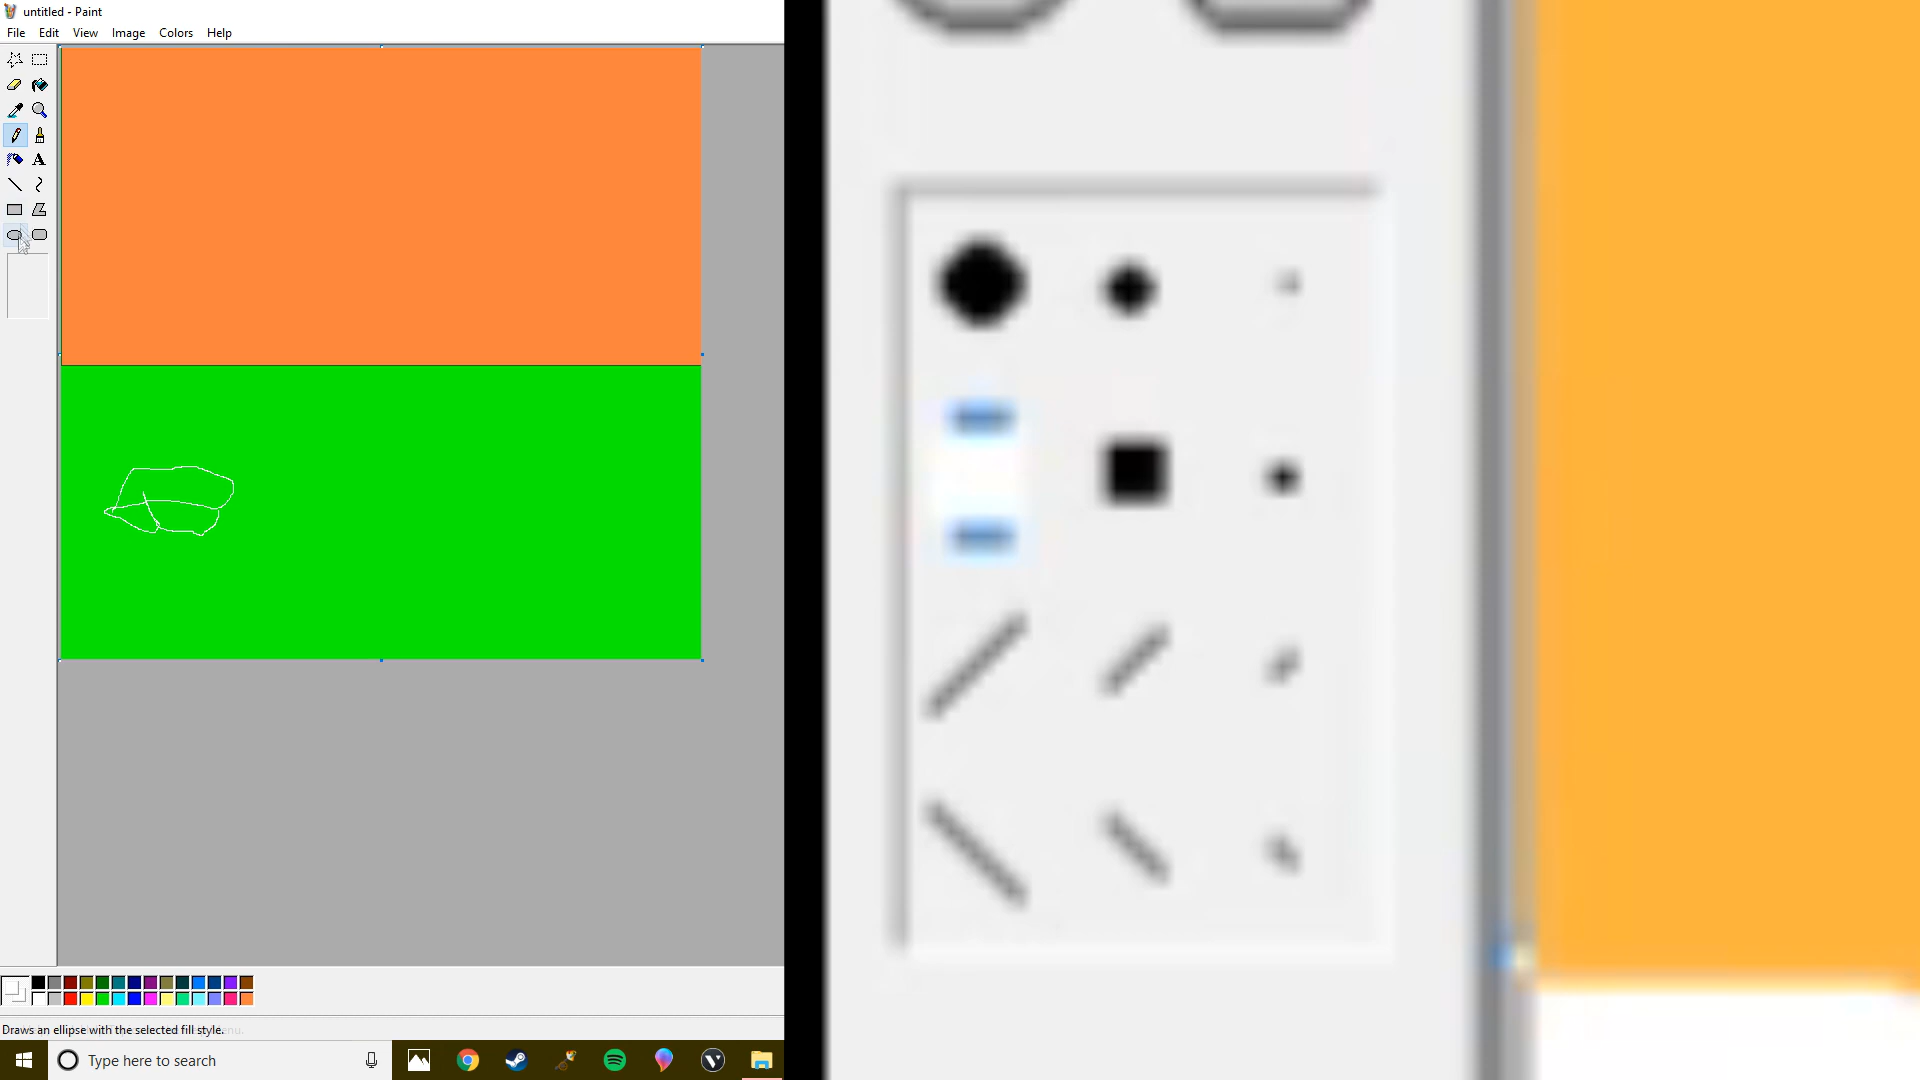 untitled - Paint
File Edit View Image Colors Help
A
Draws an ellipse with the selected fill style.
Type here to search